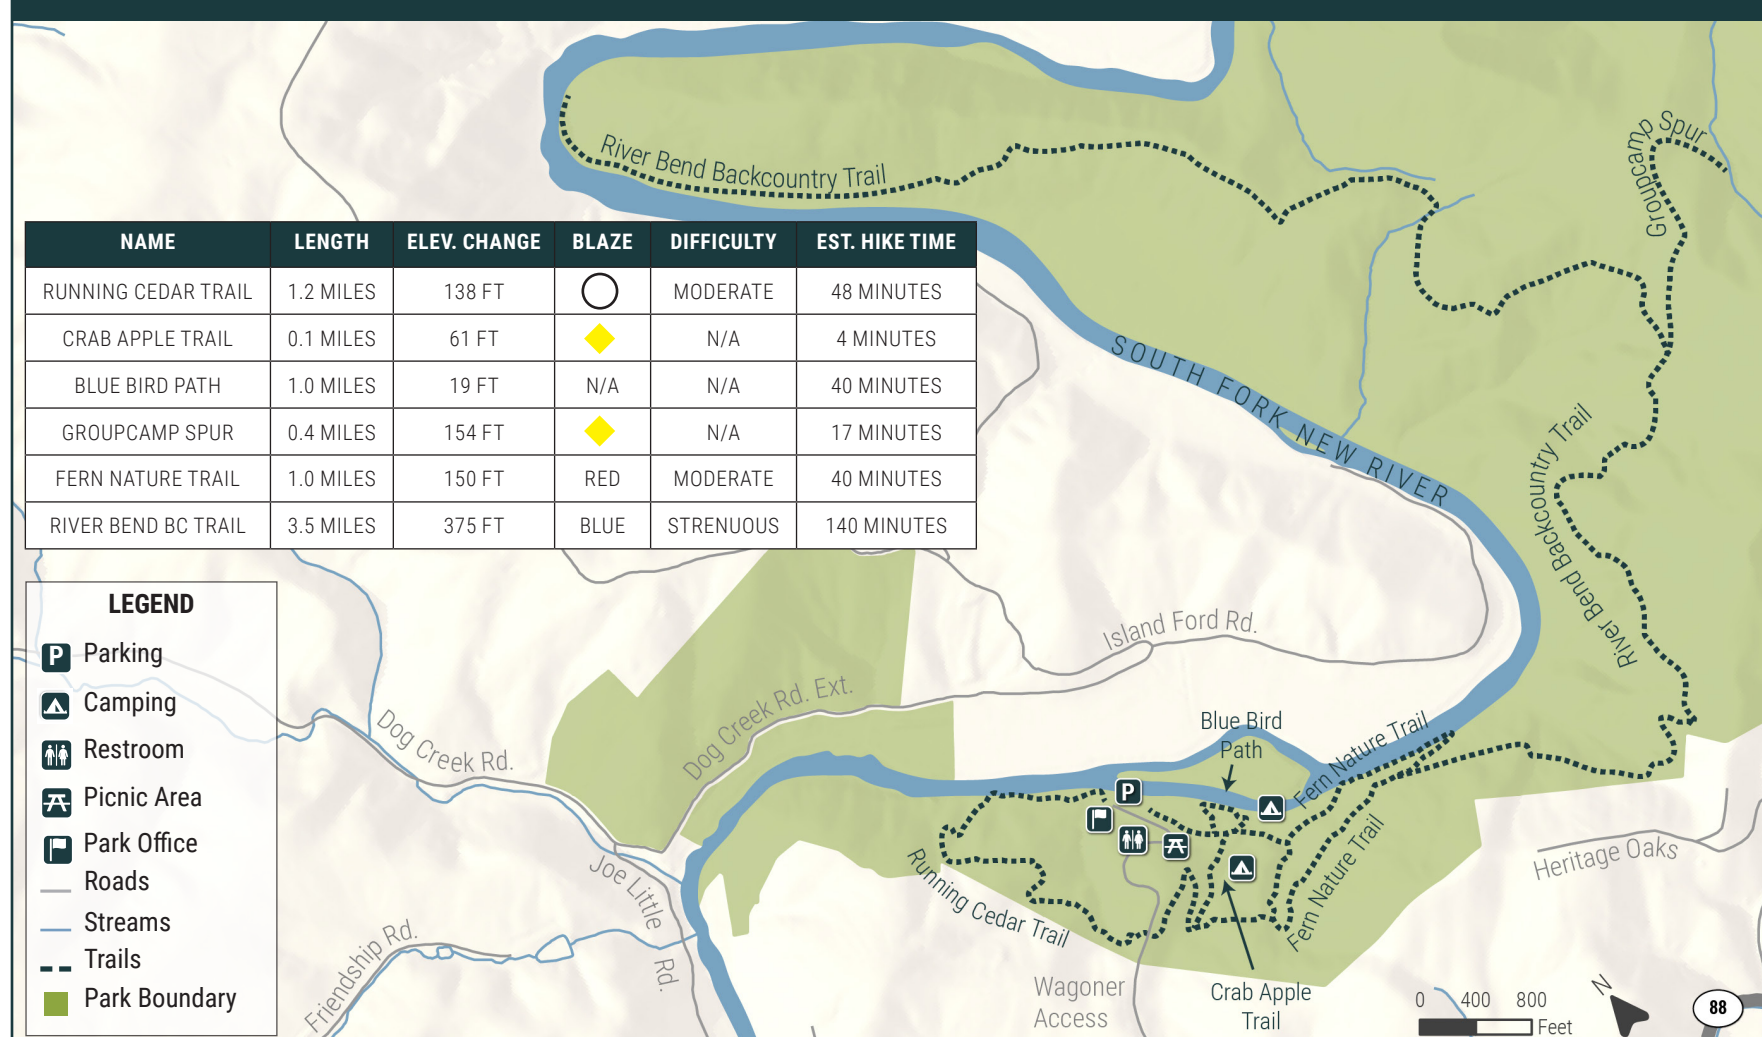 River Bend Backcountry Trail
Groupcamp Spur
NAME LENGTH ELEV. CHANGE BLAZE DIFFICULTY EST. HIKE TIME
RUNNING CEDAR TRAIL 1.2 MILES 138 FT MODERATE 48 MINUTES
CRAB APPLE TRAIL 0.1 MILES 61 FT N/A 4 MINUTES
BLUE BIRD PATH 1.0 MILES 19 FT N/A N/A 40 MINUTES
GROUPCAMP SPUR 0.4 MILES 154 FT N/A 17 MINUTES
FERN NATURE TRAIL 1.0 MILES 150 FT RED MODERATE 40 MINUTES
RIVER BEND BC TRAIL 3.5 MILES 375 FT BLUE STRENUOUS 140 MINUTES
SOUTH FORK NEW RIVER
River Bend Backcountry Trail
LEGEND
P Parking
Camping
Restroom
Picnic Area
Park Office
Roads
Streams
Trails
Park Boundary
Island Ford Rd.
Dog Creek Rd. Ext.
Dog Creek Rd.
Blue Bird
Path
Fern Nature Trail
P
Joe Little Rd.
Running Cedar Trail
Fern Nature Trail
Heritage Oaks
Friendship Rd.
Wagoner
Access
Crab Apple
Trail
0 400 800
Feet
N
88